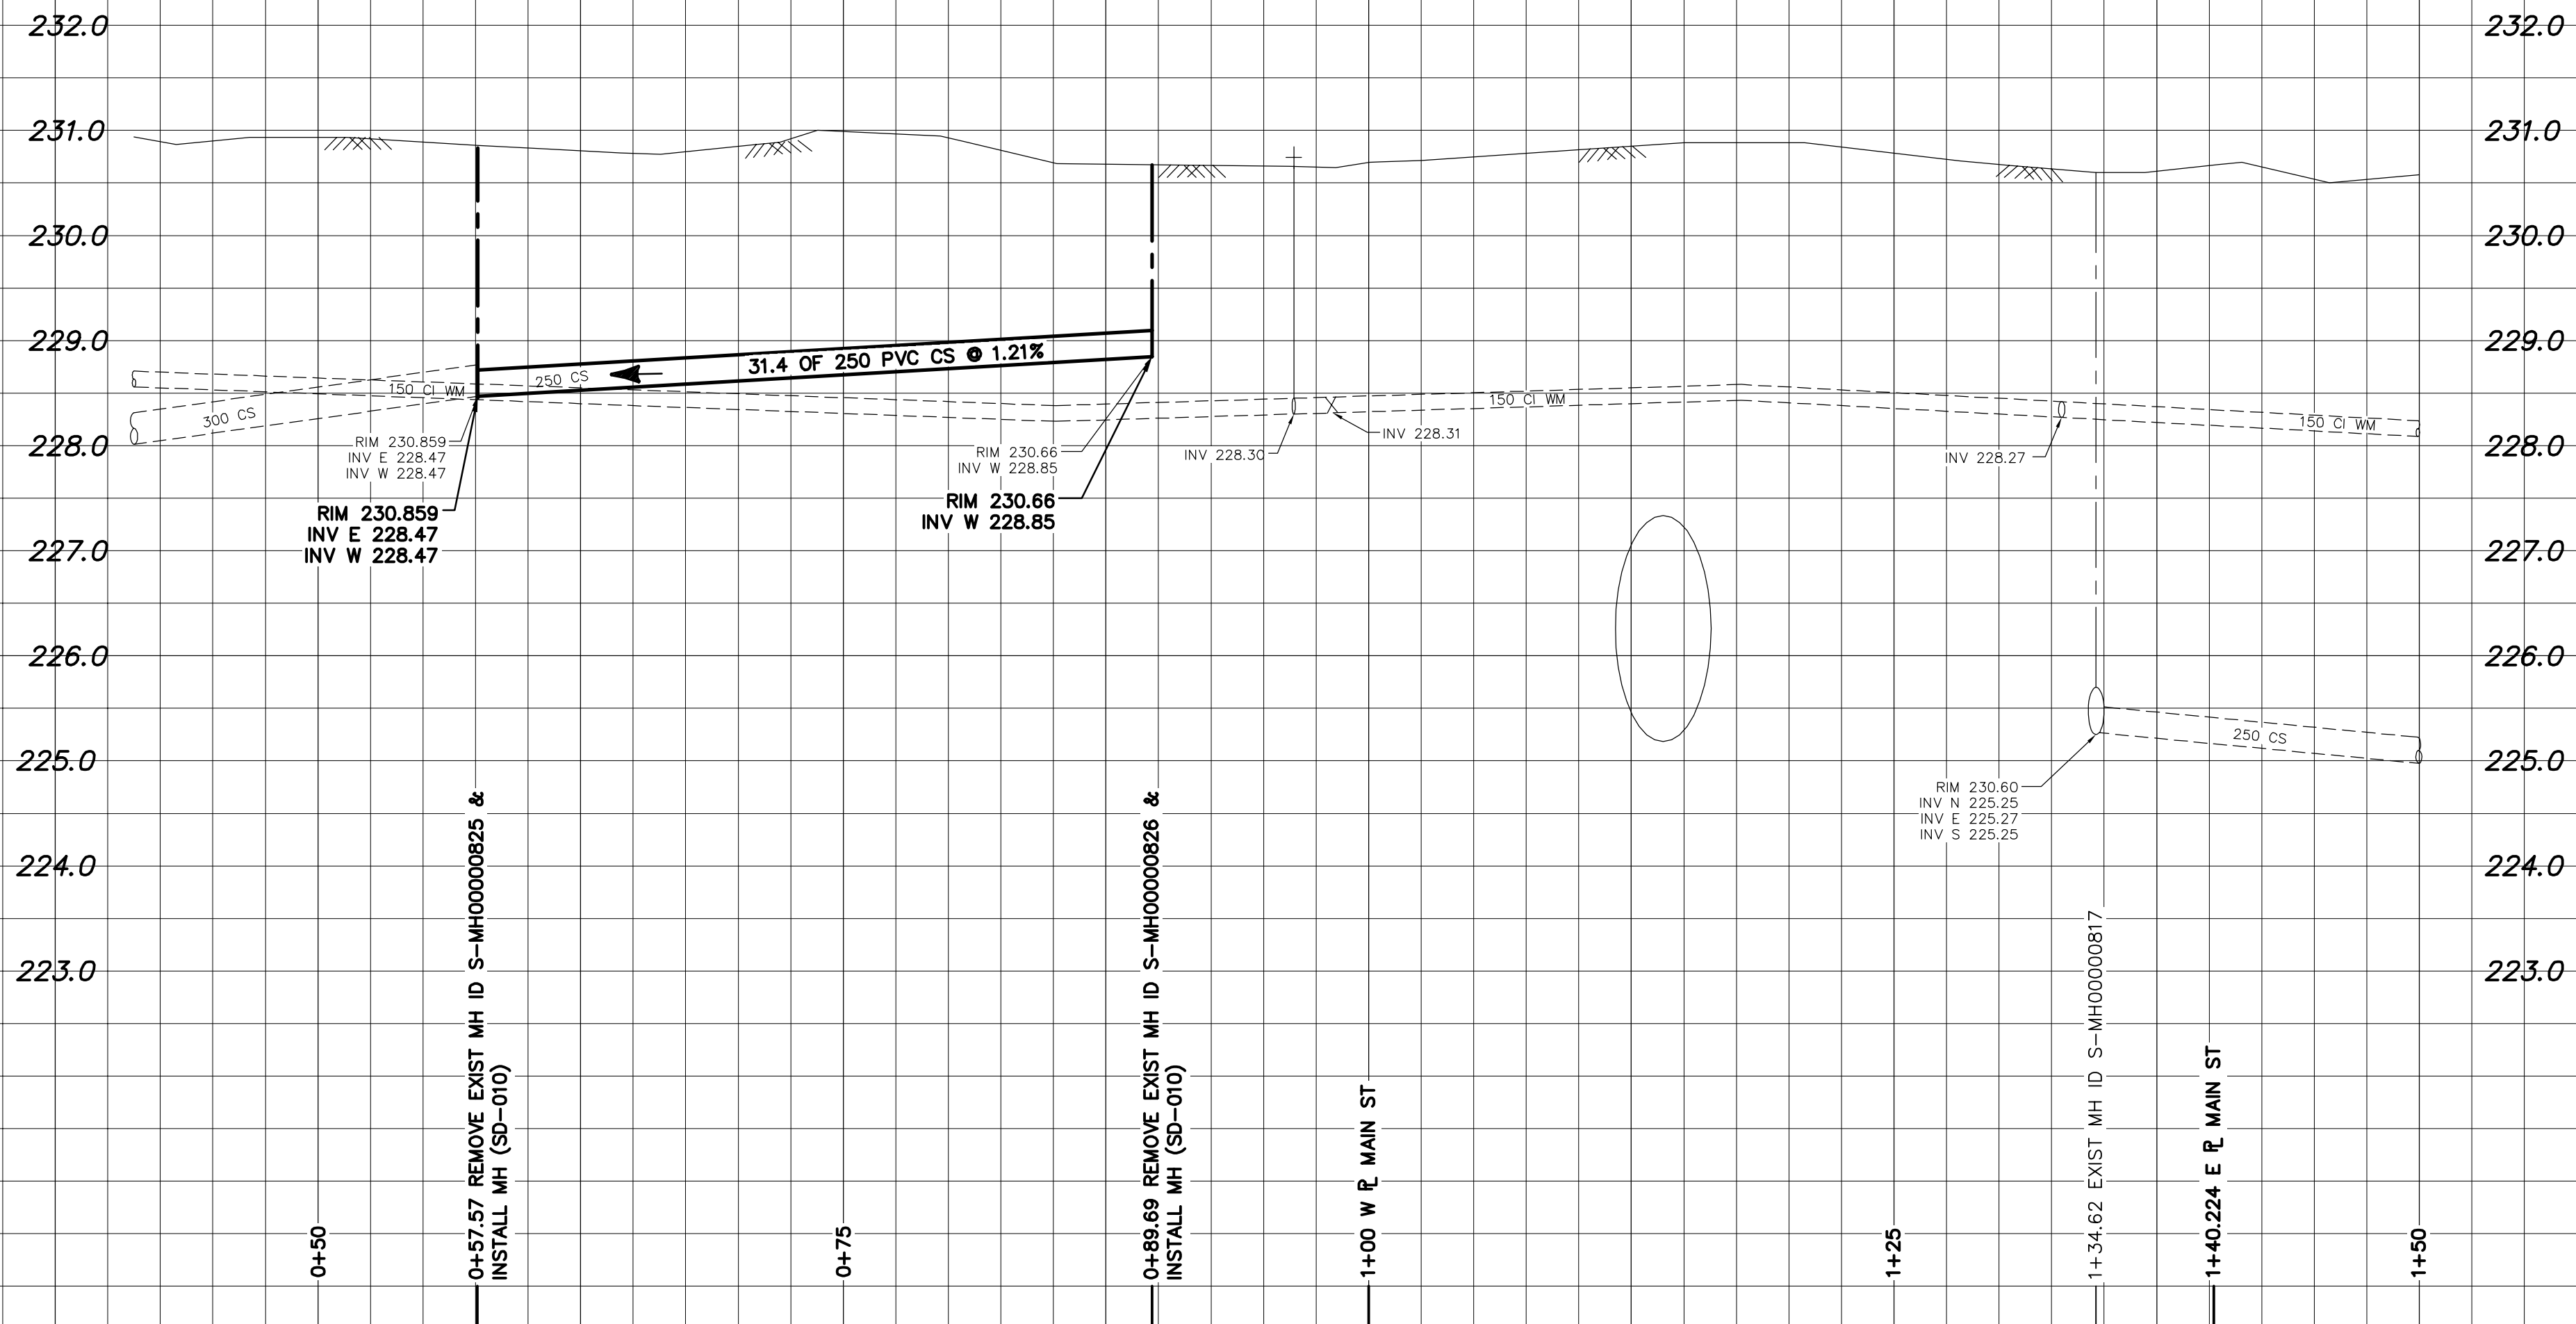 232.0
232.0
231.0
231.0
230.0
230.0
229.0
229.0
31.4 OF 250 PVC CS @ 1.21%
250 CS
150 CI WM
300 CS
150 CI WM
150 CI WM
228.0
228.0
RIM 230.859
INV E 228.47
INV W 228.47
RIM 230.66
INV W 228.85
INV 228.30
INV 228.31
INV 228.27
RIM 230.859
INV E 228.47
INV W 228.47
RIM 230.66
INV W 228.85
227.0
227.0
226.0
226.0
225.0
225.0
250 CS
RIM 230.60
INV N 225.25
INV E 225.27
INV S 225.25
224.0
224.0
223.0
223.0
0+50
0+57.57 REMOVE EXIST MH ID S-MH00000825 &
INSTALL MH (SD-010)
0+75
0+89.69 REMOVE EXIST MH ID S-MH00000826 &
INSTALL MH (SD-010)
1+00 W PL MAIN ST
1+25
1+34.62 EXIST MH ID S-MH00000817
1+40.224 E PL MAIN ST
1+50